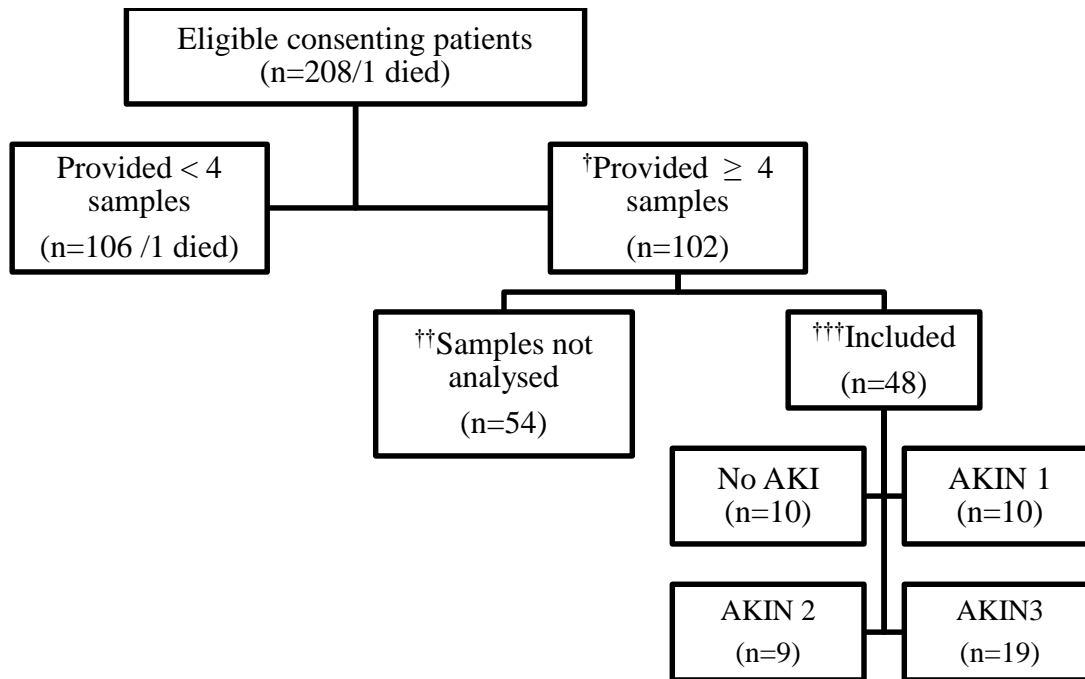 Eligible consenting patients
(n=208/1 died)
Provided < 4
samples
(n=106 /1 died)
†Provided ≥ 4
samples
(n=102)
††Samples not
analysed
(n=54)
†††Included
(n=48)
No AKI
(n=10)
AKIN 1
(n=10)
AKIN 2
(n=9)
AKIN3
(n=19)